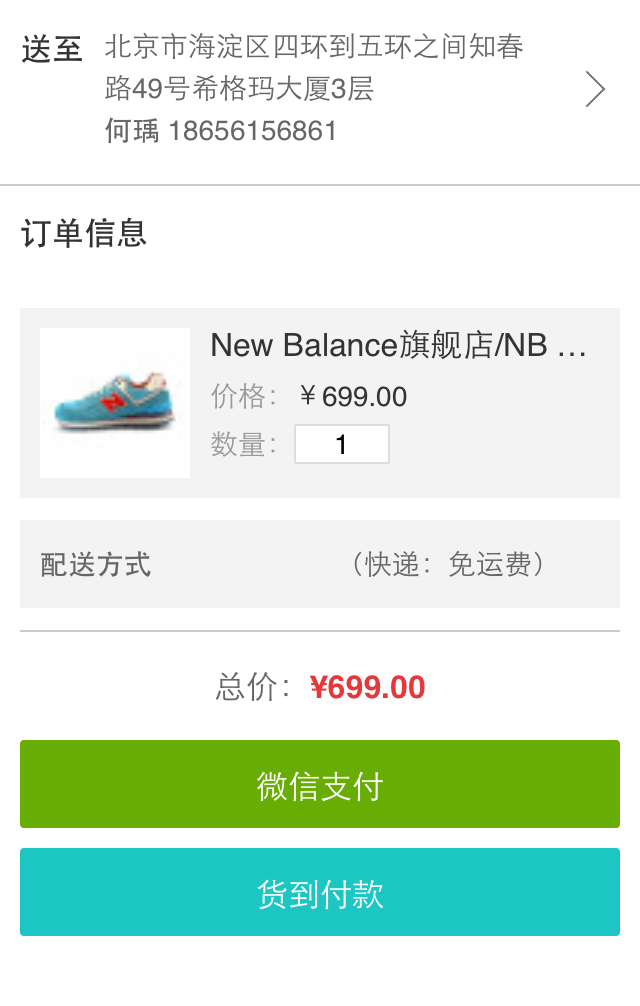 送至
北京市海淀区四环到五环之间知春
路49号希格玛大厦3层
何瑀 18656156861
订单信息
New Balance旗舰店/NB …
价格：￥699.00
数量：1
配送方式 （快递：免运费）
总价：¥699.00
微信支付
货到付款